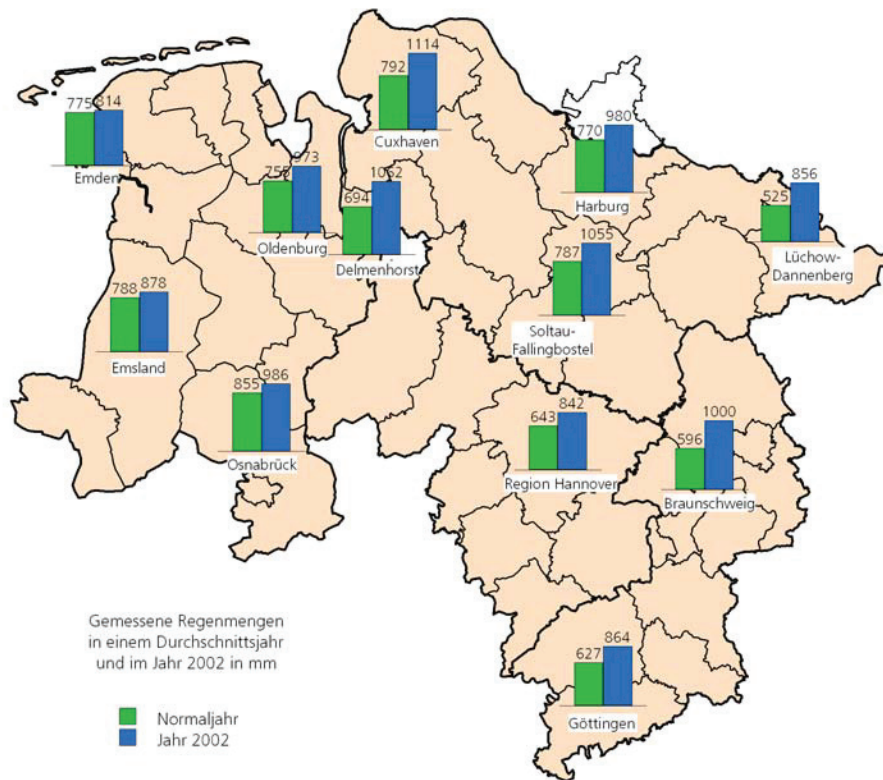 792 1114
Cuxhaven
775 814
Emden
770 980
Harburg
755 973
Oldenburg
694
Delmenhorst
525 856
Lüchow-
Dannenberg
787 1055
Soltau-
Fallingbostel
788 878
Emsland
855 986
Osnabrück
643 842
Region Hannover
596 1000
Braunschweig
627 864
Göttingen
Gemessene Regenmengen
in einem Durchschnittsjahr
und im Jahr 2002 in mm
Normaljahr
Jahr 2002